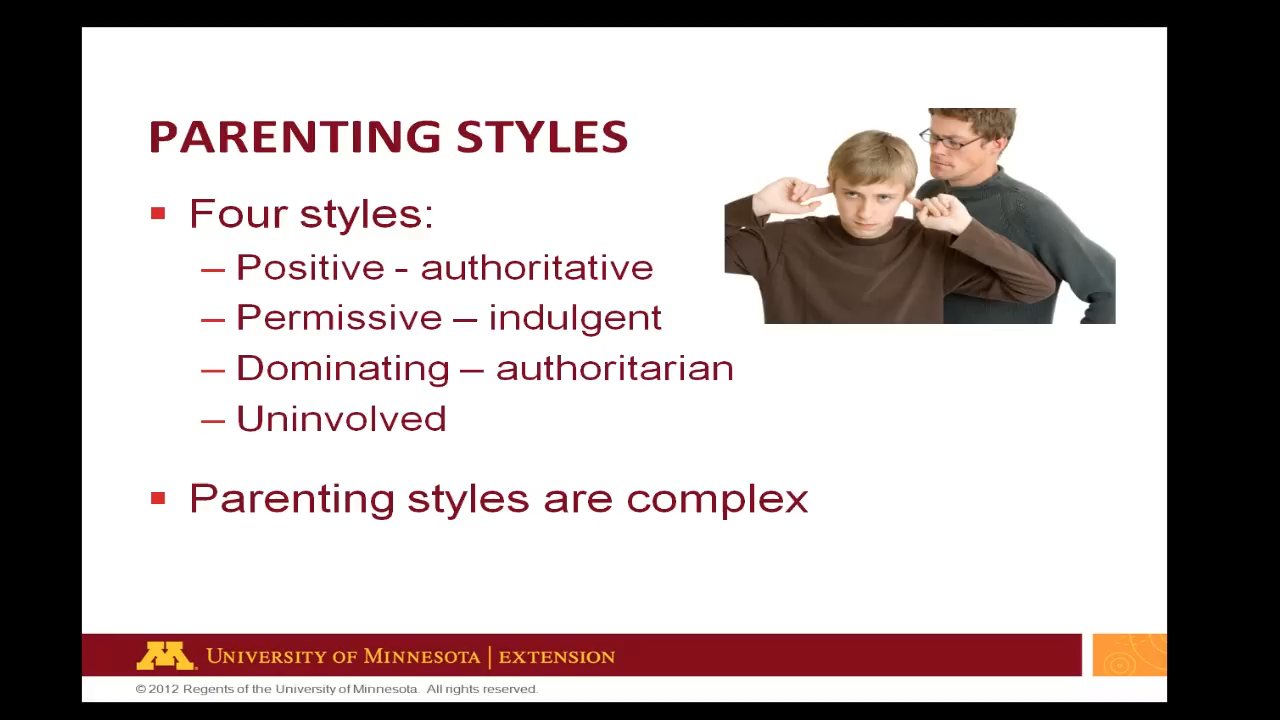 PARENTING STYLES
▪ Four styles:
– Positive - authoritative
– Permissive – indulgent
– Dominating – authoritarian
– Uninvolved
▪ Parenting styles are complex
M UNIVERSITY OF MINNESOTA | EXTENSION
© 2012 Regents of the University of Minnesota. All rights reserved.